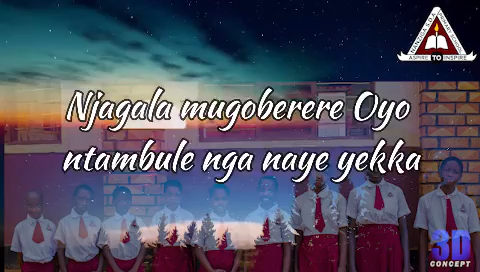 Njagala mugoberere Oyo
ntambule nga naye yekka
ASPIRE TO INSPIRE
3D
CONCEPT